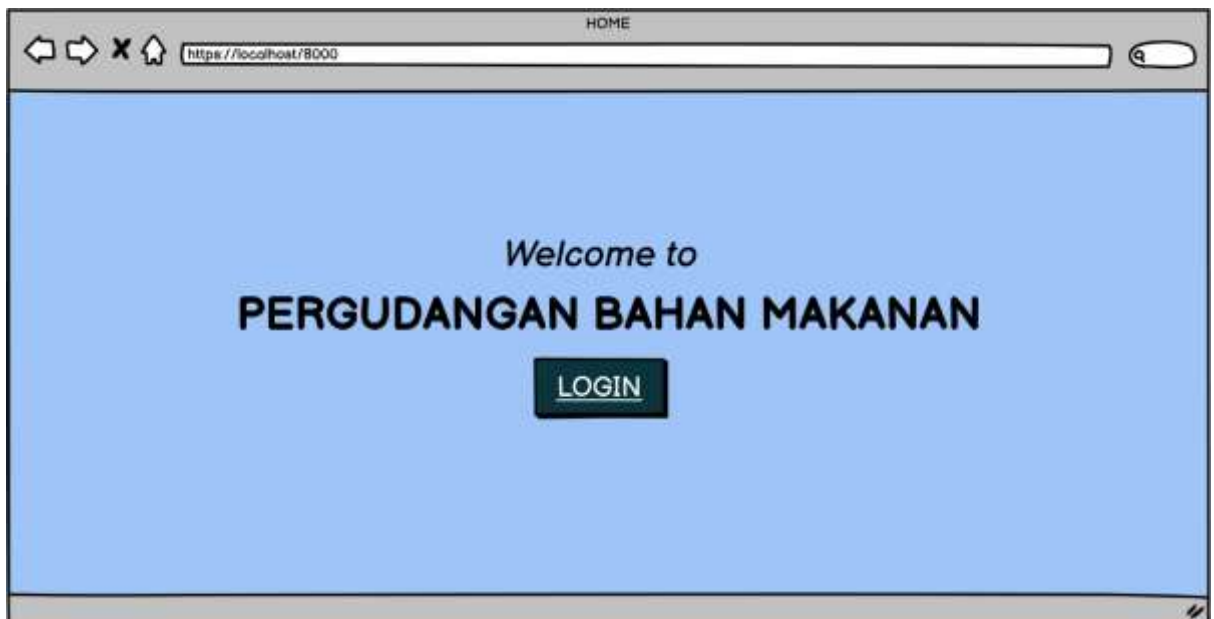 HOME
https://localhost/8000
Welcome to
PERGUDANGAN BAHAN MAKANAN
LOGIN